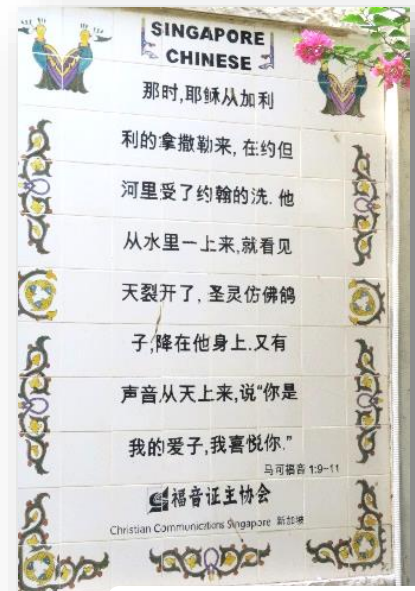 SINGAPORE
CHINESE
那时,耶稣从加利
利的拿撒勒来, 在约但
河里受了约翰的洗. 他
从水里一上来,就看见
天裂开了, 圣灵仿佛鸽
子,降在他身上.又有
声音从天上来,说“你是
我的爱子,我喜悦你.”
马可福音 1:9-11
福音证主协会
Christian Communications Singapore 新加坡